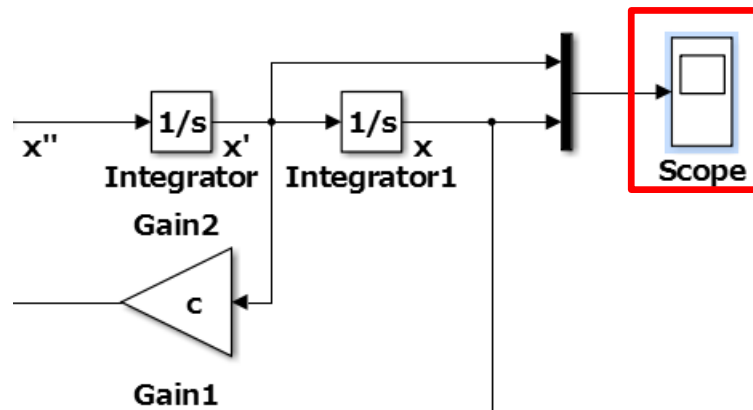 1/s
1/s
x''
x'
x
Integrator
Integrator1
Scope
Gain2
c
Gain1